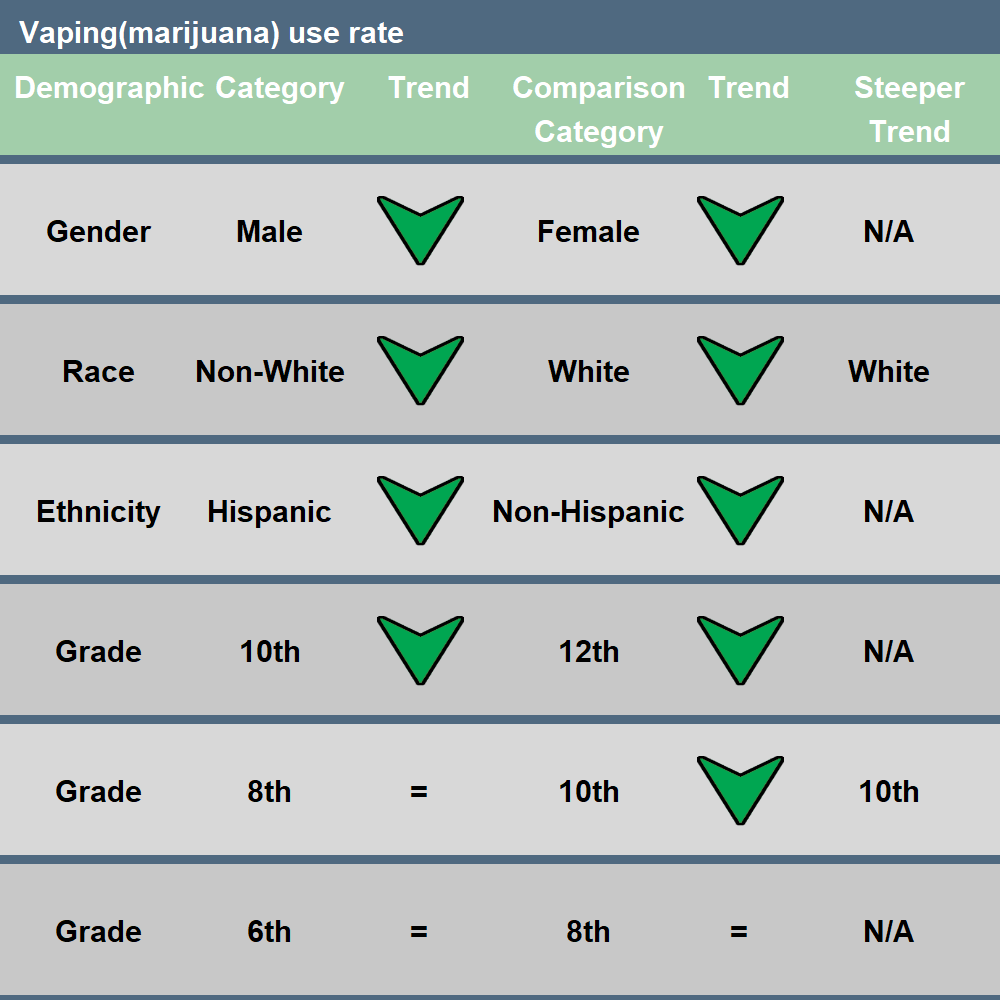 Vaping(marijuana) use rate
Demographic Category Trend Comparison Trend Steeper
Category Trend
Gender Male Female N/A
Race Non-White White White
Ethnicity Hispanic Non-Hispanic N/A
Grade 10th 12th N/A
Grade 8th = 10th 10th
Grade 6th = 8th = N/A